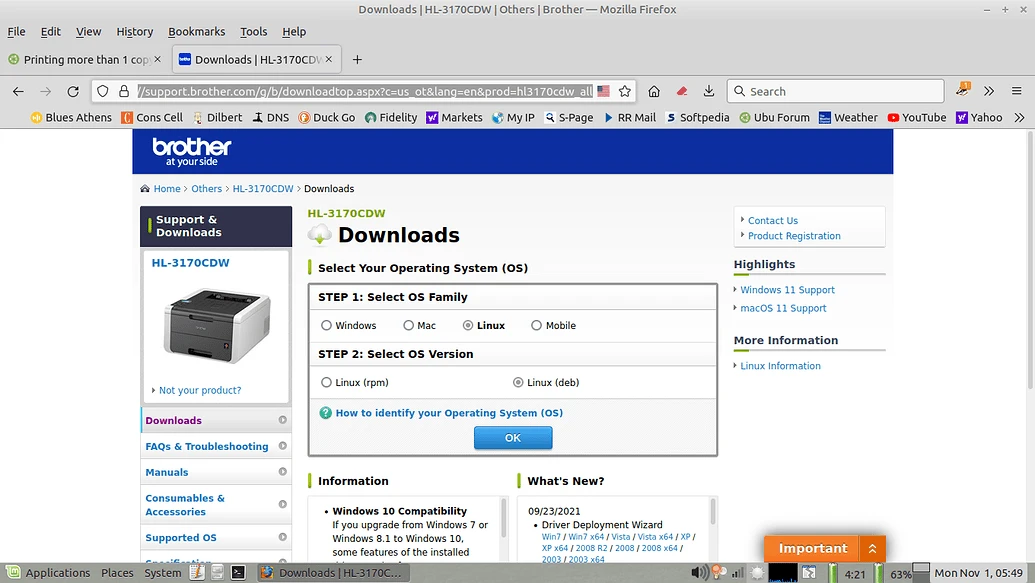 Downloads | HL-3170CDW | Others | Brother — Mozilla Firefox
File Edit View History Bookmarks Tools Help
Printing more than 1 cop
Downloads | HL-3170CDW
//support.brother.com/g/b/downloadtop.aspx?c=us_ot&lang=en&prod=hl3170cdw_all
Search
Blues Athens Cons Cell Dilbert DNS Duck Go Fidelity Markets My IP S-Page RR Mail Softpedia Ubu Forum Weather YouTube Yahoo
brother
at your side
Home > Others > HL-3170CDW > Downloads
Support &
Downloads
HL-3170CDW
Not your product?
Downloads
FAQs & Troubleshooting
Manuals
Consumables &
Accessories
Supported OS
HL-3170CDW
Downloads
Select Your Operating System (OS)
STEP 1: Select OS Family
Windows Mac Linux Mobile
STEP 2: Select OS Version
Linux (rpm) Linux (deb)
? How to identify your Operating System (OS)
OK
Information
• Windows 10 Compatibility
If you upgrade from Windows 7 or
Windows 8.1 to Windows 10,
some features of the installed
What's New?
09/23/2021
• Driver Deployment Wizard
Win7 / Win7 x64 / Vista / Vista x64 / XP /
XP x64 / 2008 R2 / 2008 / 2008 x64 /
2003 / 2003 x64
Contact Us
Product Registration
Highlights
Windows 11 Support
macOS 11 Support
More Information
Linux Information
Important
Applications Places System
Downloads | HL-3170C...
4:21
63%
Mon Nov 1, 05:49